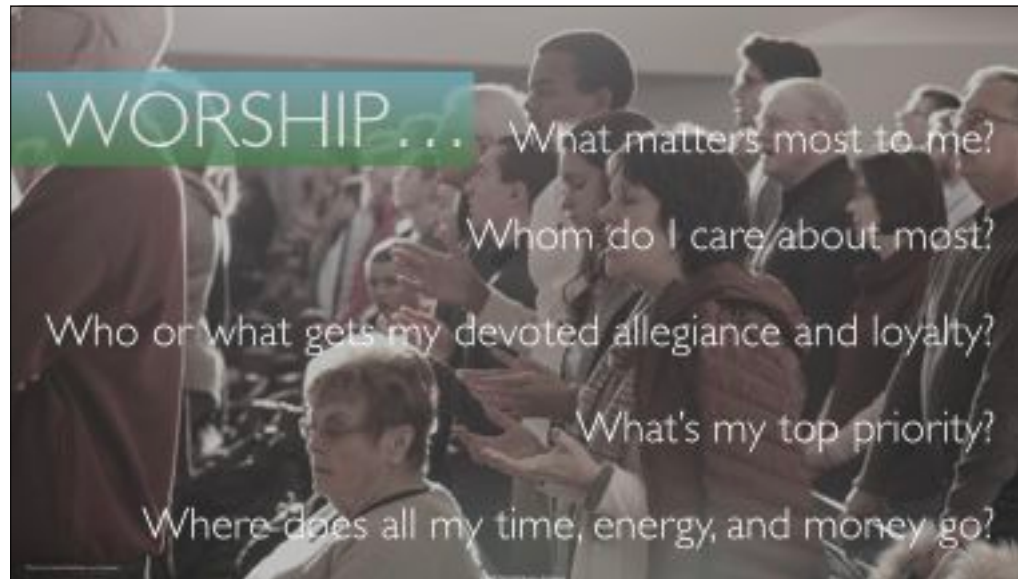 WORSHIP...
What matters most to me?
Whom do I care about most?
Who or what gets my devoted allegiance and loyalty?
What's my top priority?
Where does all my time, energy, and money go?